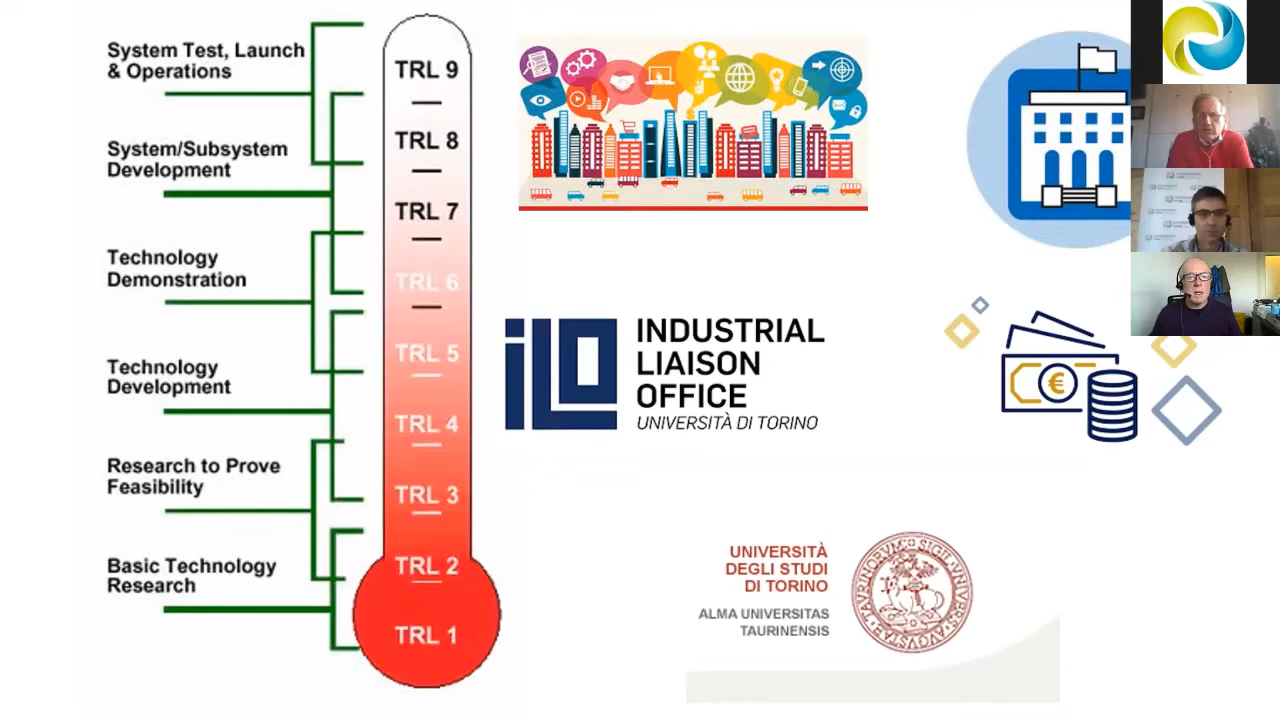 System Test, Launch
& Operations
System/Subsystem
Development
Technology
Demonstration
Technology
Development
Research to Prove
Feasibility
Basic Technology
Research
TRL 9
TRL 8
TRL 7
TRL 6
TRL 5
TRL 4
TRL 3
TRL 2
TRL 1
iLO
INDUSTRIAL
LIAISON
OFFICE
UNIVERSITÀ DI TORINO
€
UNIVERSITÀ
DEGLI STUDI
DI TORINO
ALMA UNIVERSITAS
TAURINENSIS